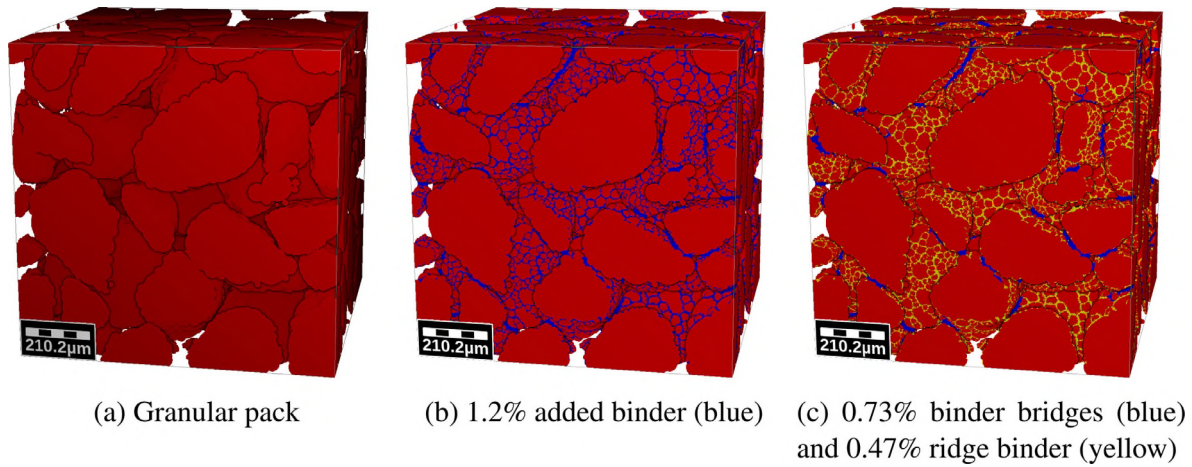 210.2µm
210.2µm
210.2µm
(a) Granular pack
(b) 1.2% added binder (blue)
(c) 0.73% binder bridges (blue)
and 0.47% ridge binder (yellow)